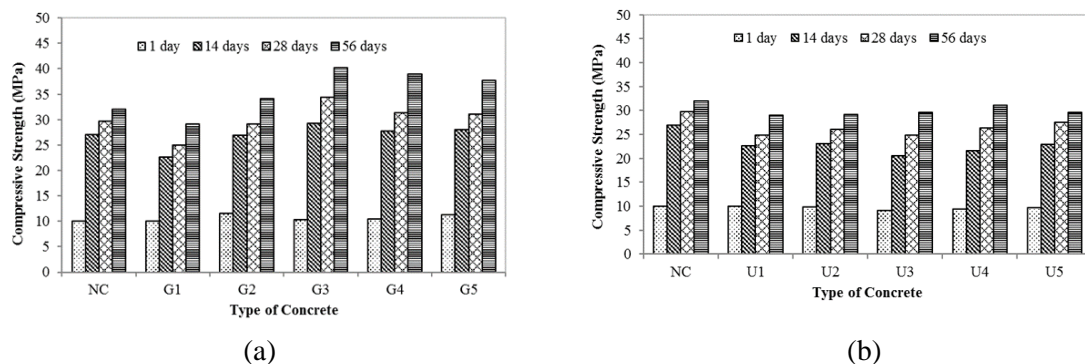 50
45
40
35
30
25
20
15
10
5
0
Compressive Strength (MPa)
1 day 14 days 28 days 56 days
NC G1 G2 G3 G4 G5
Type of Concrete
(a)
50
45
40
35
30
25
20
15
10
5
0
Compressive Strength (MPa)
1 day 14 days 28 days 56 days
NC U1 U2 U3 U4 U5
Type of Concrete
(b)